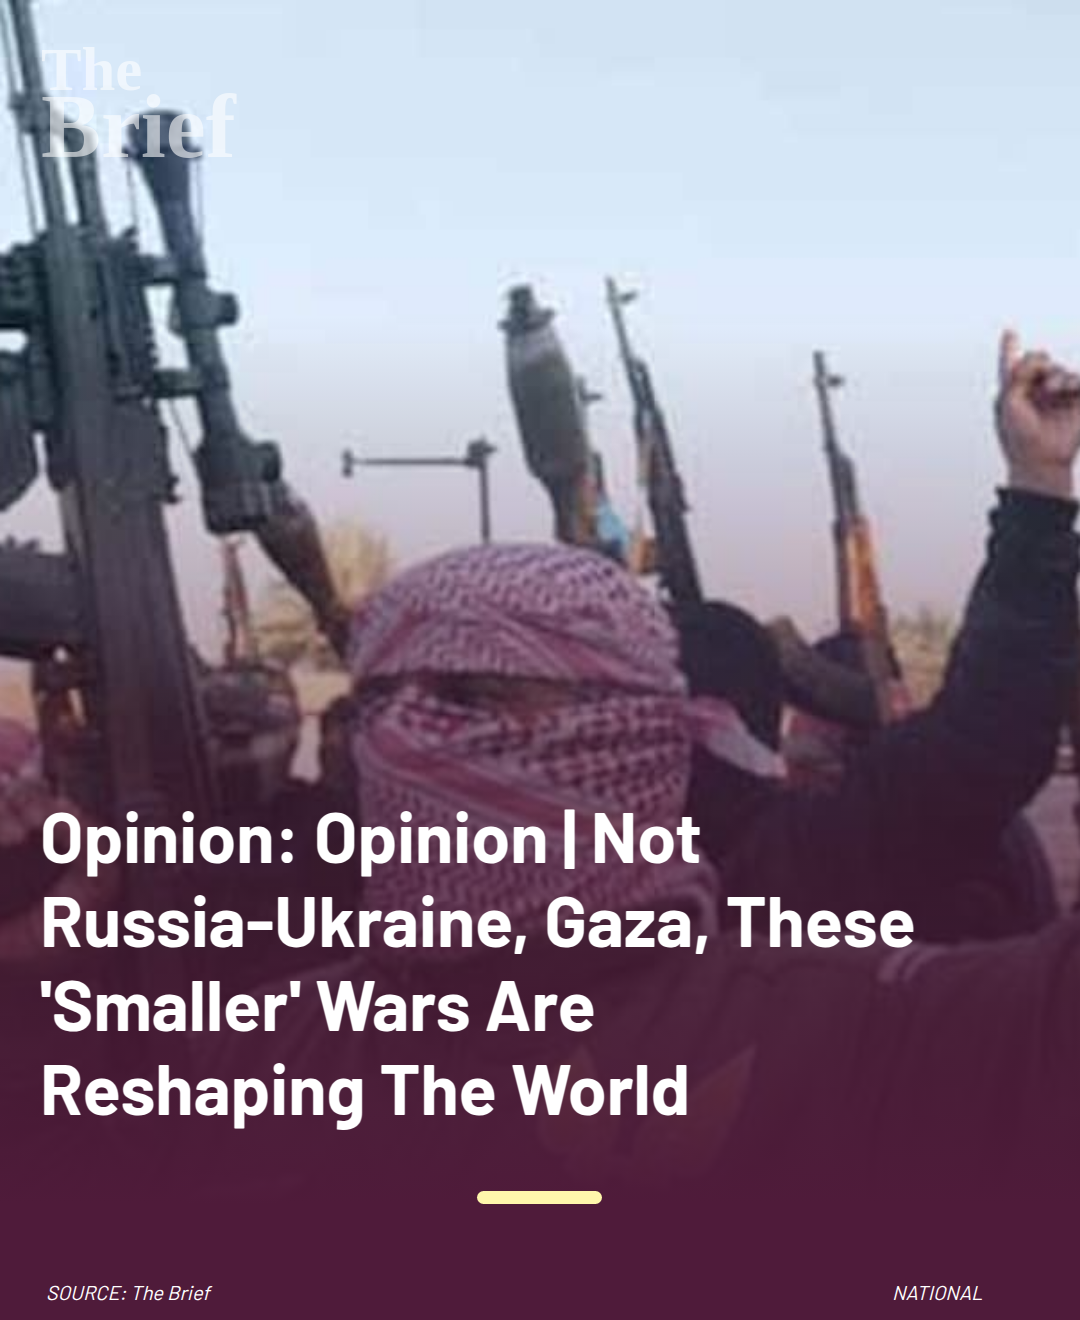 The
Brief
Opinion: Opinion | Not
Russia-Ukraine, Gaza, These
'Smaller' Wars Are
Reshaping The World
SOURCE: The Brief
NATIONAL